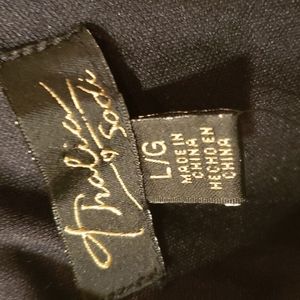 Thalia
Sodi
L/G
MADE IN
CHINA
HECHO EN
CHINA